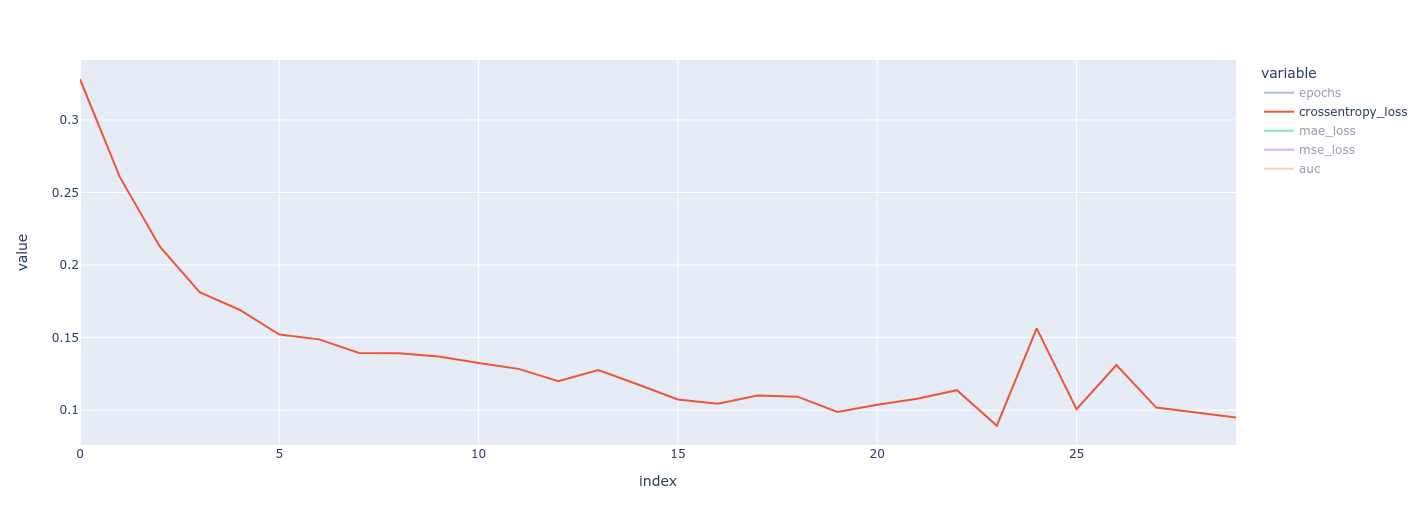 variable
epochs
crossentropy_loss
mae_loss
mse_loss
auc
value
0.3
0.25
0.2
0.15
0.1
0 5 10 15 20 25
index